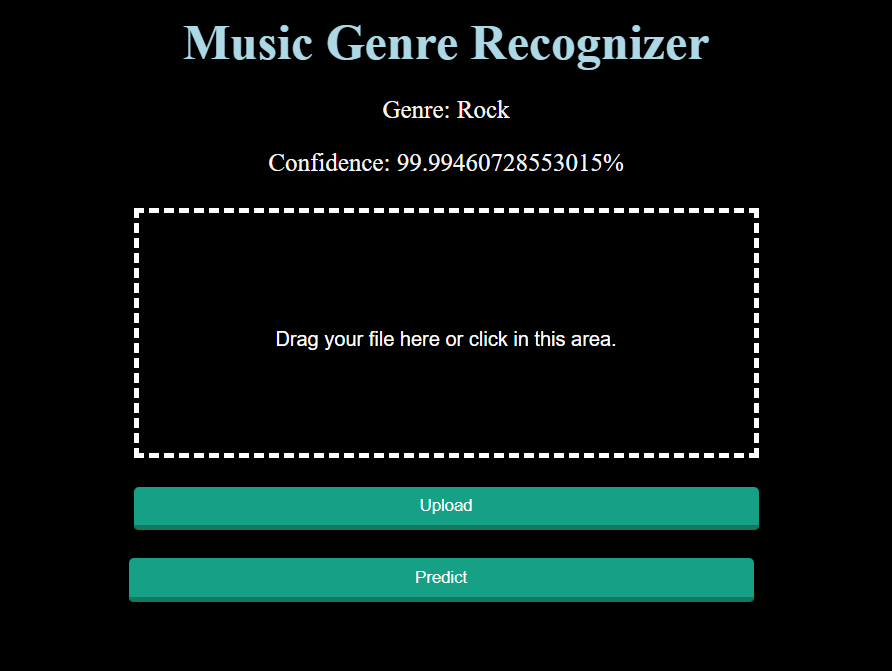 Music Genre Recognizer
Genre: Rock
Confidence: 99.99460728553015%
Drag your file here or click in this area.
Upload
Predict